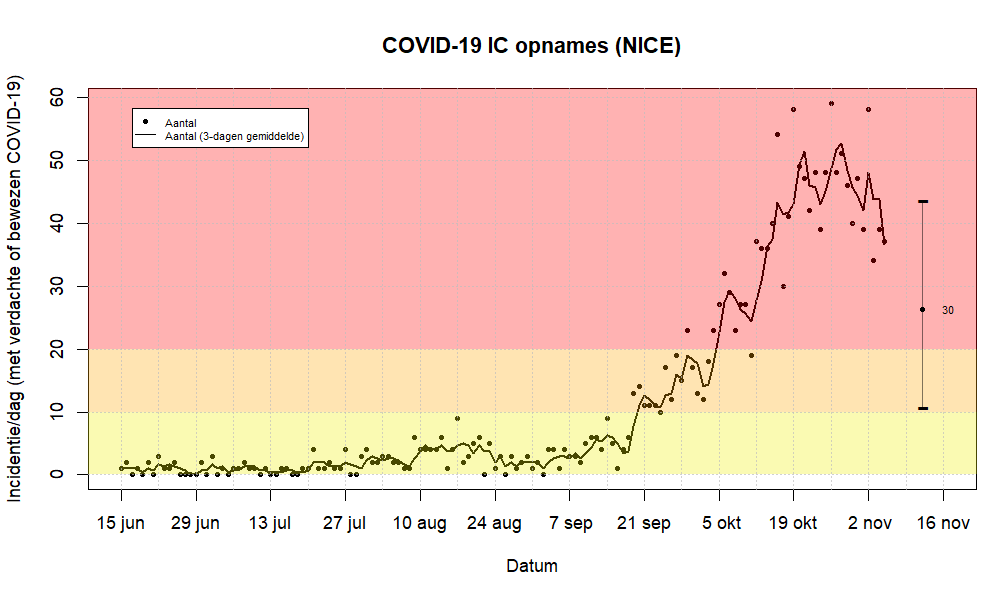 COVID-19 IC opnames (NICE)
Incidentie/dag (met verdachte of bewezen COVID-19)
60
50
40
30
20
10
0
Aantal
Aantal (3-dagen gemiddelde)
30
15 jun 29 jun 13 jul 27 jul 10 aug 24 aug 7 sep 21 sep 5 okt 19 okt 2 nov 16 nov
Datum